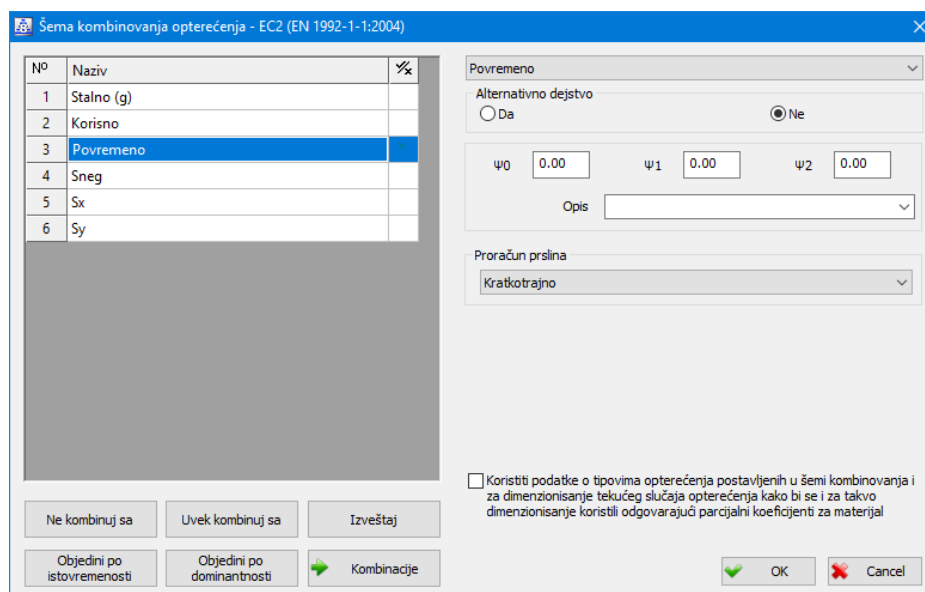 Šema kombinovanja opterećenja - EC2 (EN 1992-1-1:2004)
Nº Naziv
1 Stalno (g)
2 Korisno
3 Povremeno
4 Sneg
5 Sx
6 Sy
Ne kombinuj sa
Uvek kombinuj sa
Izveštaj
Objedini po
istovremenosti
Objedini po
dominantnosti
Kombinacije
Povremeno
Alternativno dejstvo
Da
Ne
ψ0 0.00 ψ1 0.00 ψ2 0.00
Opis
Proračun prslina
Kratkotrajno
Koristiti podatke o tipovima opterećenja postavljenih u šemi kombinovanja i
za dimenzionisanje tekućeg slučaja opterećenja kako bi se i za takvo
dimenzionisanje koristili odgovarajući parcijalni koeficijenti za materijal
OK
Cancel